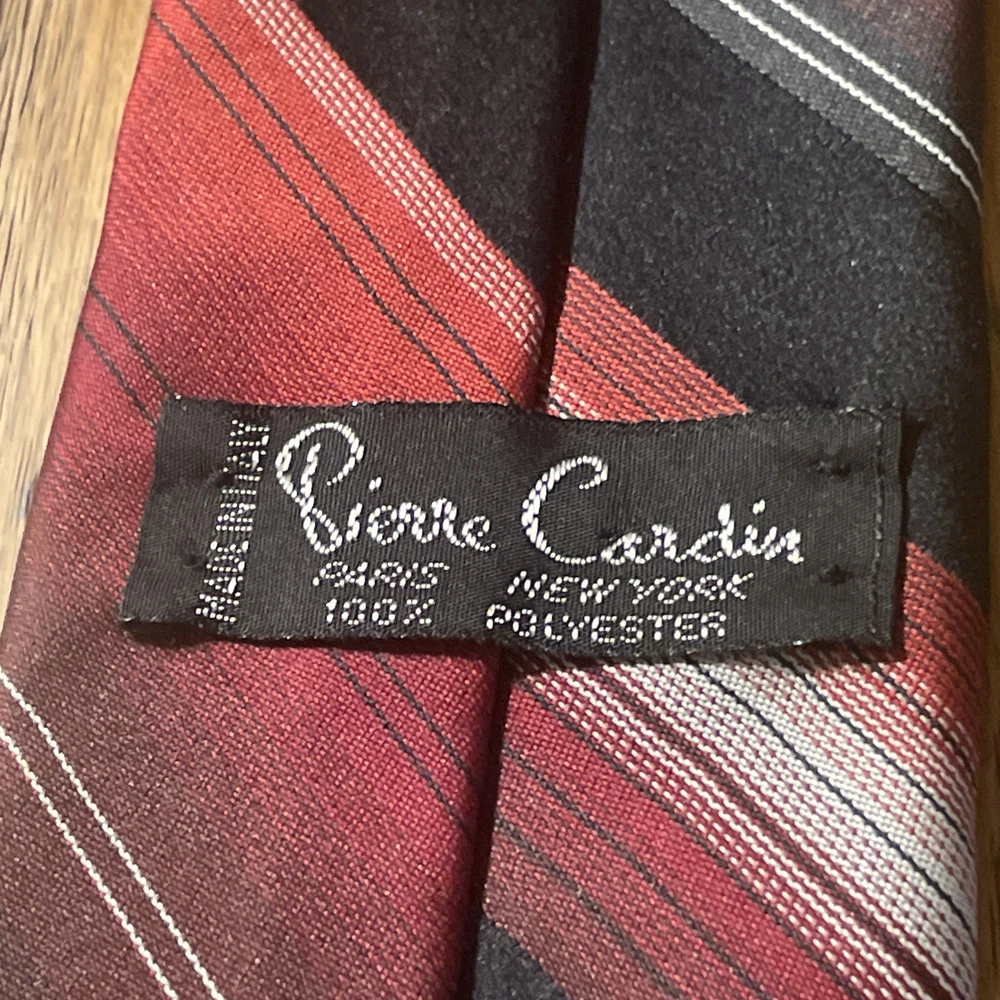 MADE IN ITALY
Pierre Cardin
PARIS NEW YORK
100% POLYESTER